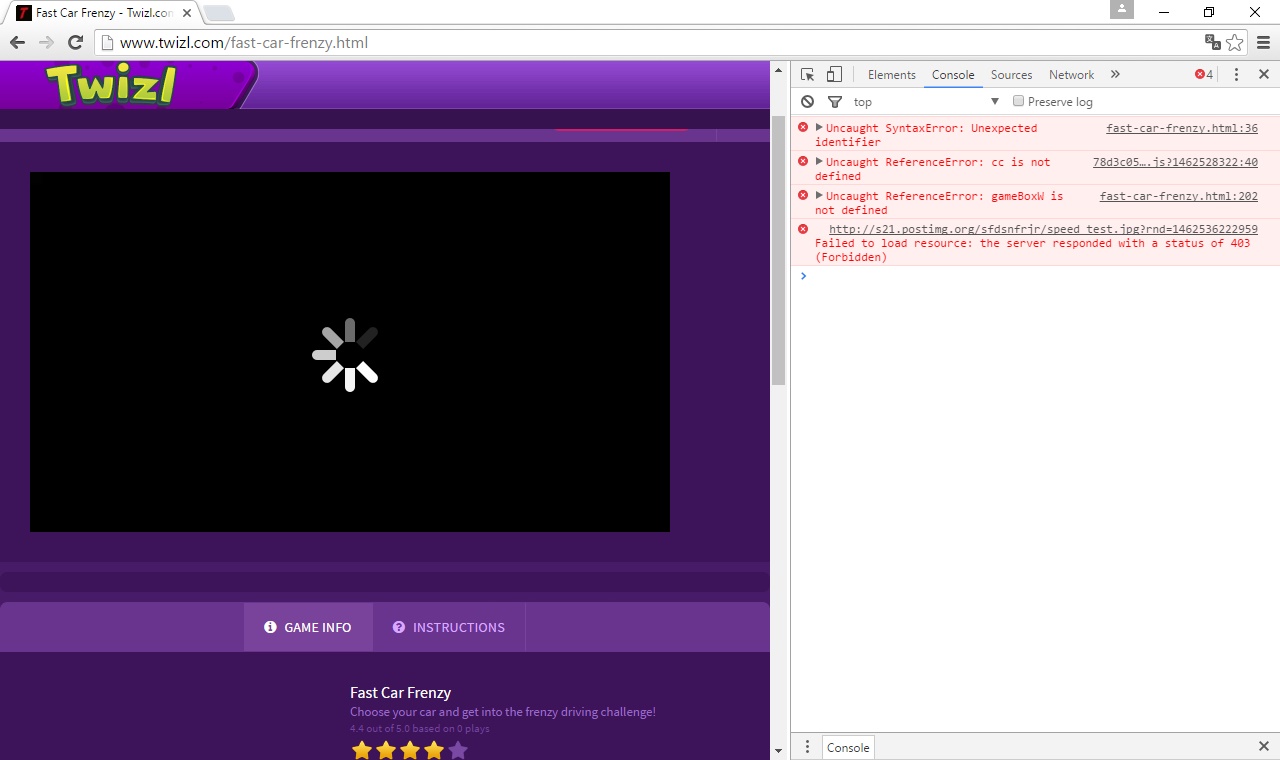 Fast Car Frenzy - Twizl.com
www.twizl.com/fast-car-frenzy.html
Twizl
GAME INFO
INSTRUCTIONS
Fast Car Frenzy
Choose your car and get into the frenzy driving challenge!
4.4 out of 5.0 based on 0 plays
Elements Console Sources Network » 4
top Preserve log
Uncaught SyntaxError: Unexpected fast-car-frenzy.html:36
identifier
Uncaught ReferenceError: cc is not 78d3c05….js?1462528322:40
defined
Uncaught ReferenceError: gameBoxW is fast-car-frenzy.html:202
not defined
http://s21.postimg.org/sfdsnfrjr/speed_test.jpg?rnd=1462536222959
Failed to load resource: the server responded with a status of 403
(Forbidden)
Console